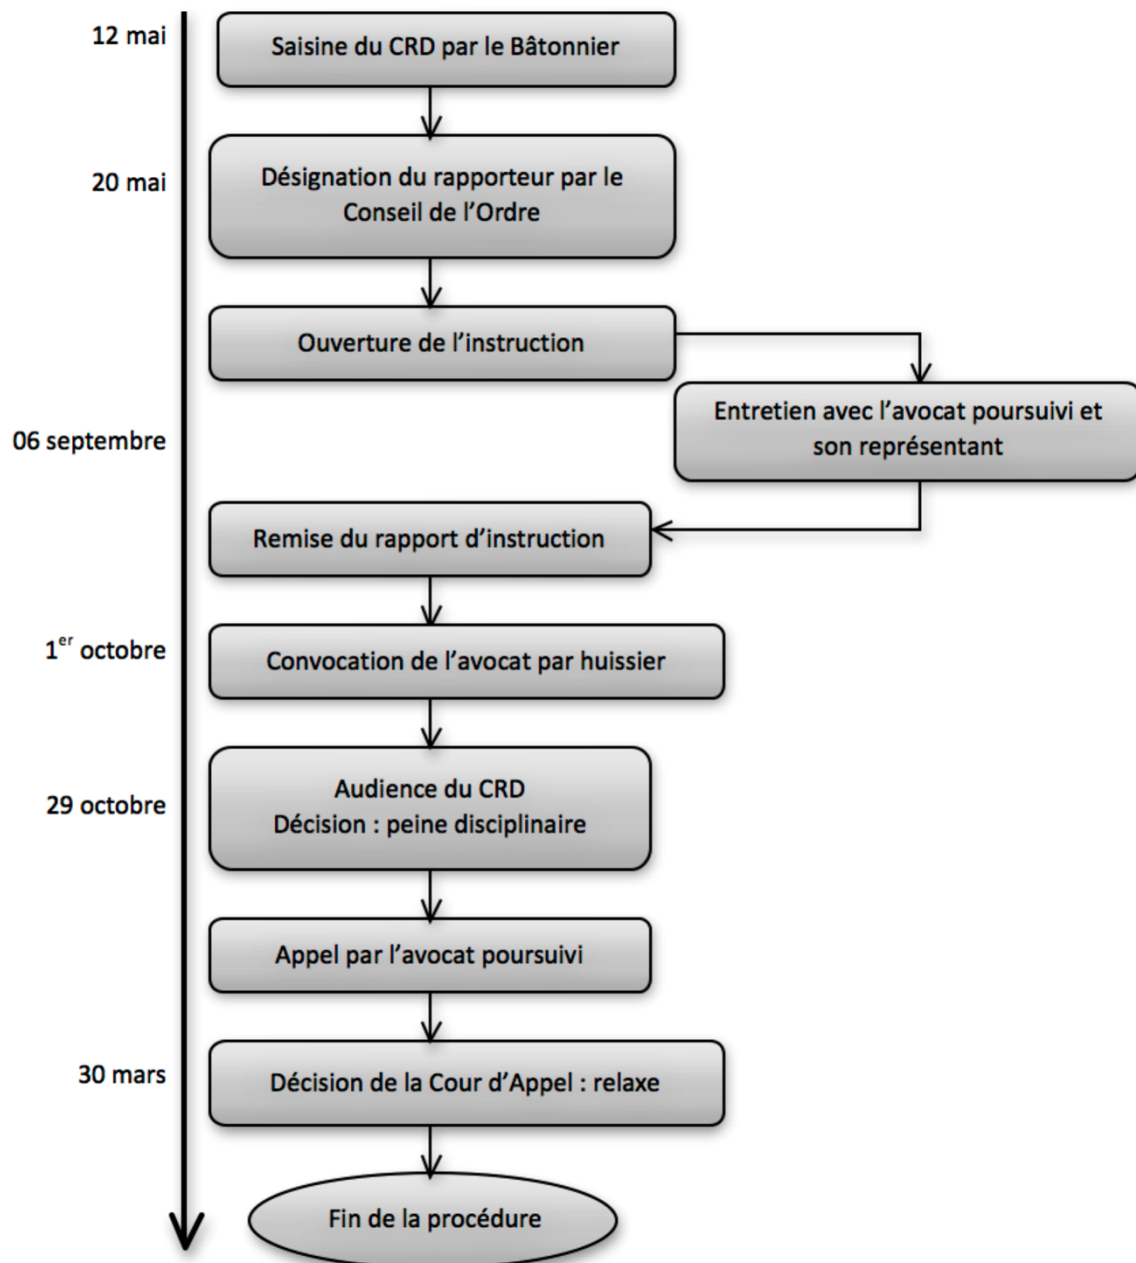 12 mai
Saisine du CRD par le Bâtonnier
20 mai
Désignation du rapporteur par le
Conseil de l'Ordre
Ouverture de l'instruction
Entretien avec l'avocat poursuivi et
son représentant
06 septembre
Remise du rapport d'instruction
1er octobre
Convocation de l'avocat par huissier
29 octobre
Audience du CRD
Décision : peine disciplinaire
Appel par l'avocat poursuivi
30 mars
Décision de la Cour d'Appel : relaxe
Fin de la procédure